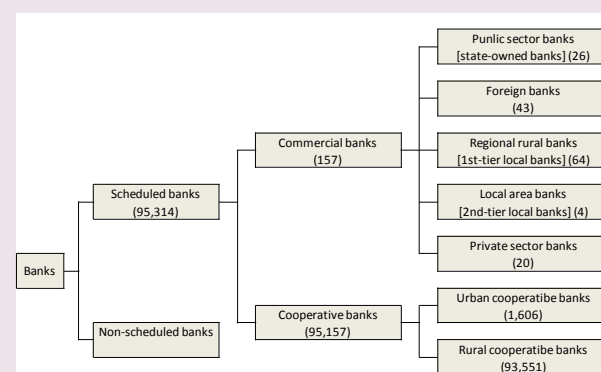 Punlic sector banks
[state-owned banks] (26)
Foreign banks
(43)
Commercial banks
(157)
Regional rural banks
[1st-tier local banks] (64)
Scheduled banks
(95,314)
Local area banks
[2nd-tier local banks] (4)
Private sector banks
(20)
Banks
Urban cooperatibe banks
(1,606)
Cooperative banks
(95,157)
Non-scheduled banks
Rural cooperatibe banks
(93,551)